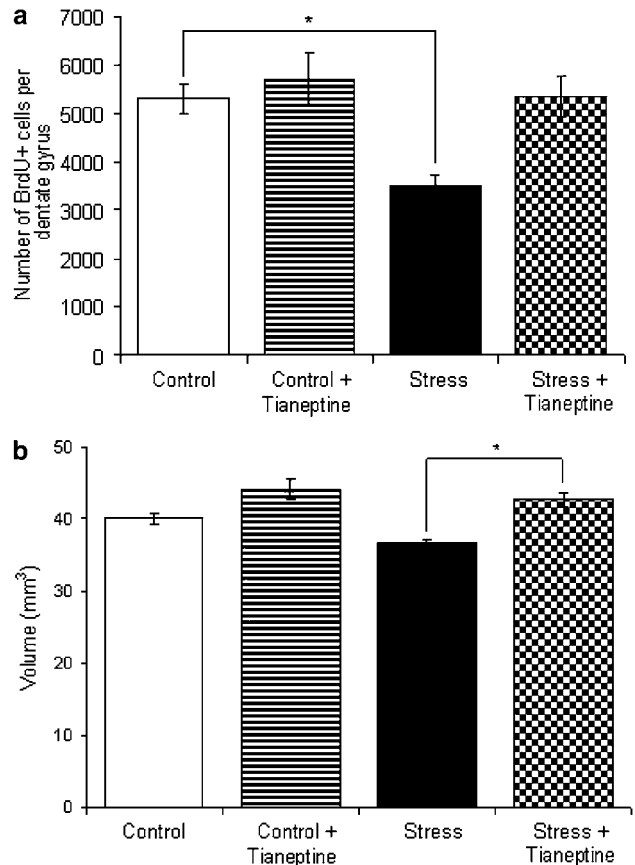 a
Number of BrdU+ cells per
dentate gyrus
7000
6000
5000
4000
3000
2000
1000
0
*
Control
Control +
Tianeptine
Stress
Stress +
Tianeptine
b
Volume (mm³)
50
40
30
20
10
0
*
Control
Control +
Tianeptine
Stress
Stress +
Tianeptine